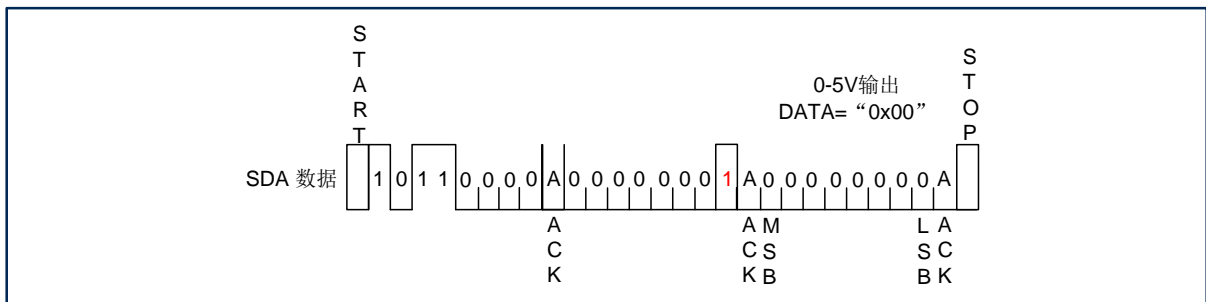 START
STOP
0-5V输出
DATA=“0x00”
SDA 数据
1 0 1 1 0 0 0 0 A 0 0 0 0 0 0 0 1 A 0 0 0 0 0 0 0 0 A
ACK
ACK
MSB
LSB
ACK